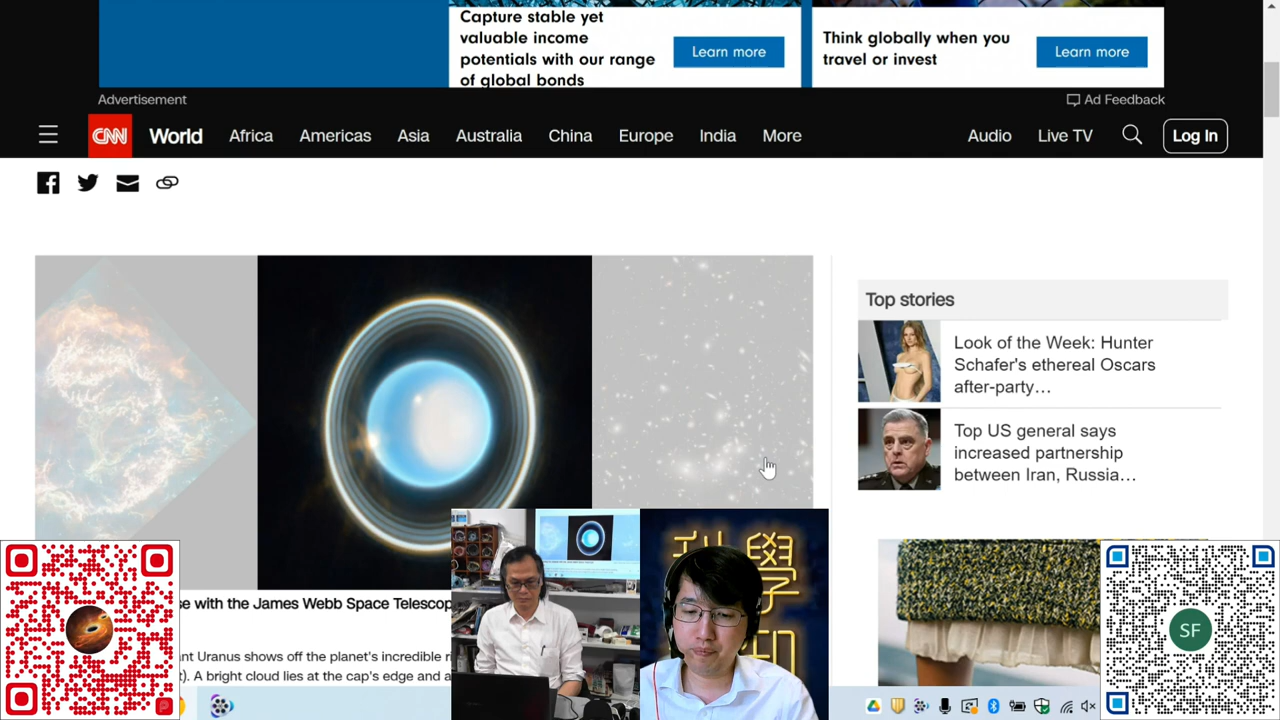 Capture stable yet
valuable income
potentials with our range
of global bonds
Learn more
Think globally when you
travel or invest
Learn more
Advertisement
Ad Feedback
CNN World Africa Americas Asia Australia China Europe India More Audio Live TV Log In
Top stories
Look of the Week: Hunter
Schafer's ethereal Oscars
after-party…
Top US general says
increased partnership
between Iran, Russia…
se with the James Webb Space Telescop
nt Uranus shows off the planet's incredible ri
t). A bright cloud lies at the cap's edge and a
科學
SF